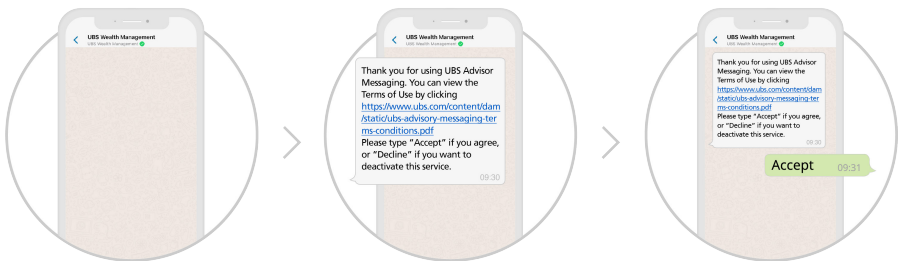 UBS Wealth Management
UBS Wealth Management
UBS Wealth Management
UBS Wealth Management
Thank you for using UBS Advisor
Messaging. You can view the
Terms of Use by clicking
https://www.ubs.com/content/dam
/static/ubs-advisory-messaging-ter
ms-conditions.pdf
Please type "Accept" if you agree,
or "Decline" if you want to
deactivate this service.
09:30
UBS Wealth Management
UBS Wealth Management
Thank you for using UBS Advisor
Messaging. You can view the
Terms of Use by clicking
https://www.ubs.com/content/dam
/static/ubs-advisory-messaging-ter
ms-conditions.pdf
Please type "Accept" if you agree,
or "Decline" if you want to
deactivate this service.
09:30
Accept 09:31